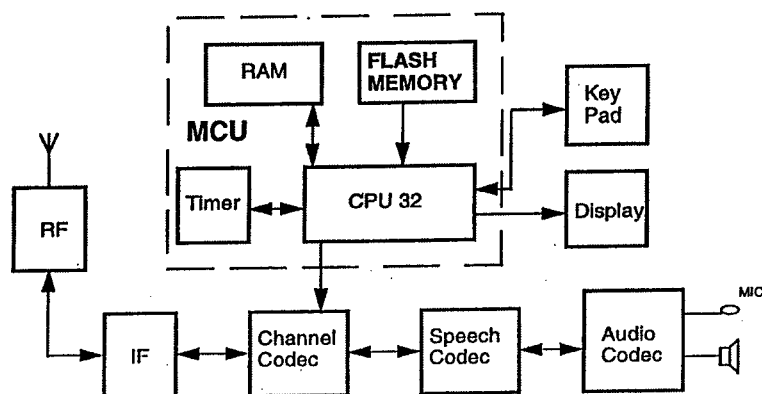 RAM
FLASH
MEMORY
Key
Pad
MCU
Timer
CPU 32
Display
RF
MIC
IF
Channel
Codec
Speech
Codec
Audio
Codec